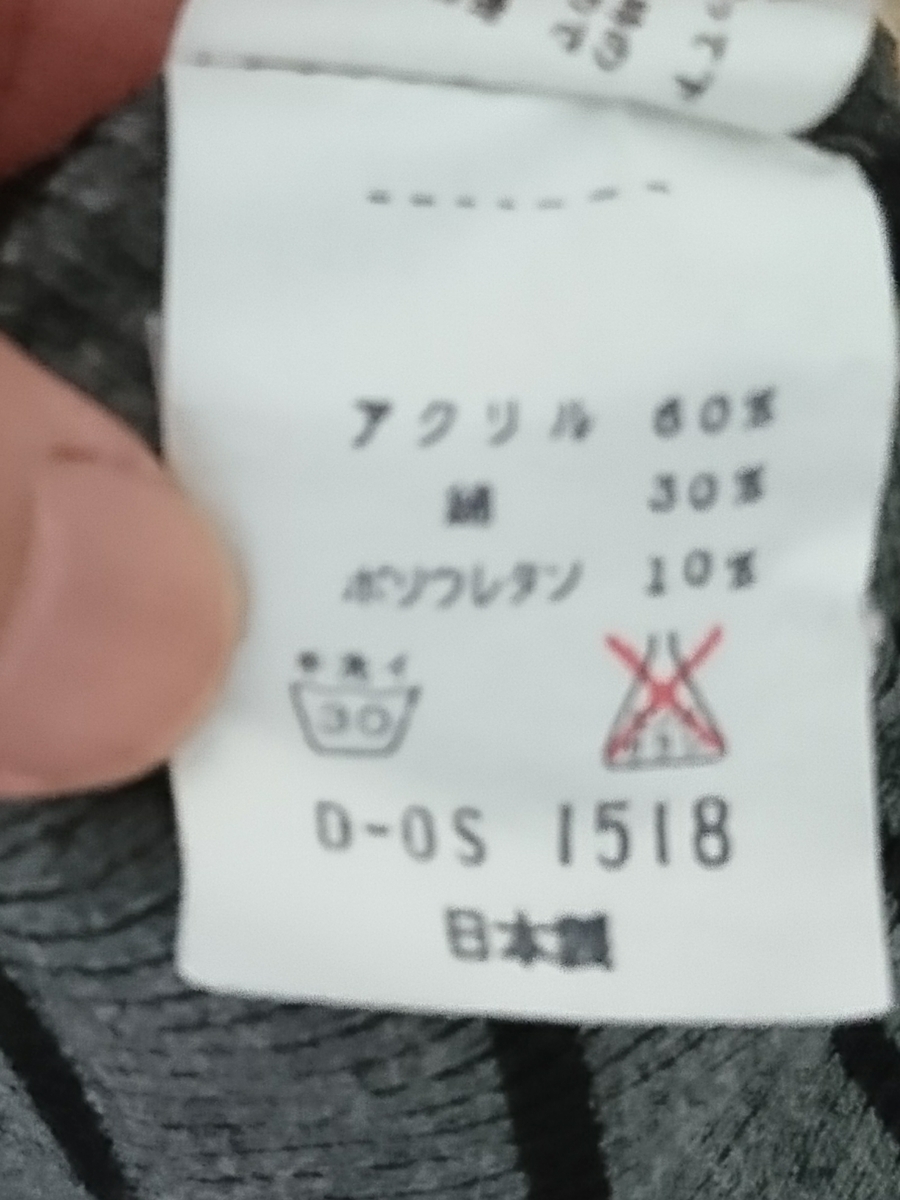 アクリル 60%
綿 30%
ポリウレタン 10%
手洗イ
30
D-0S 1518
日本製